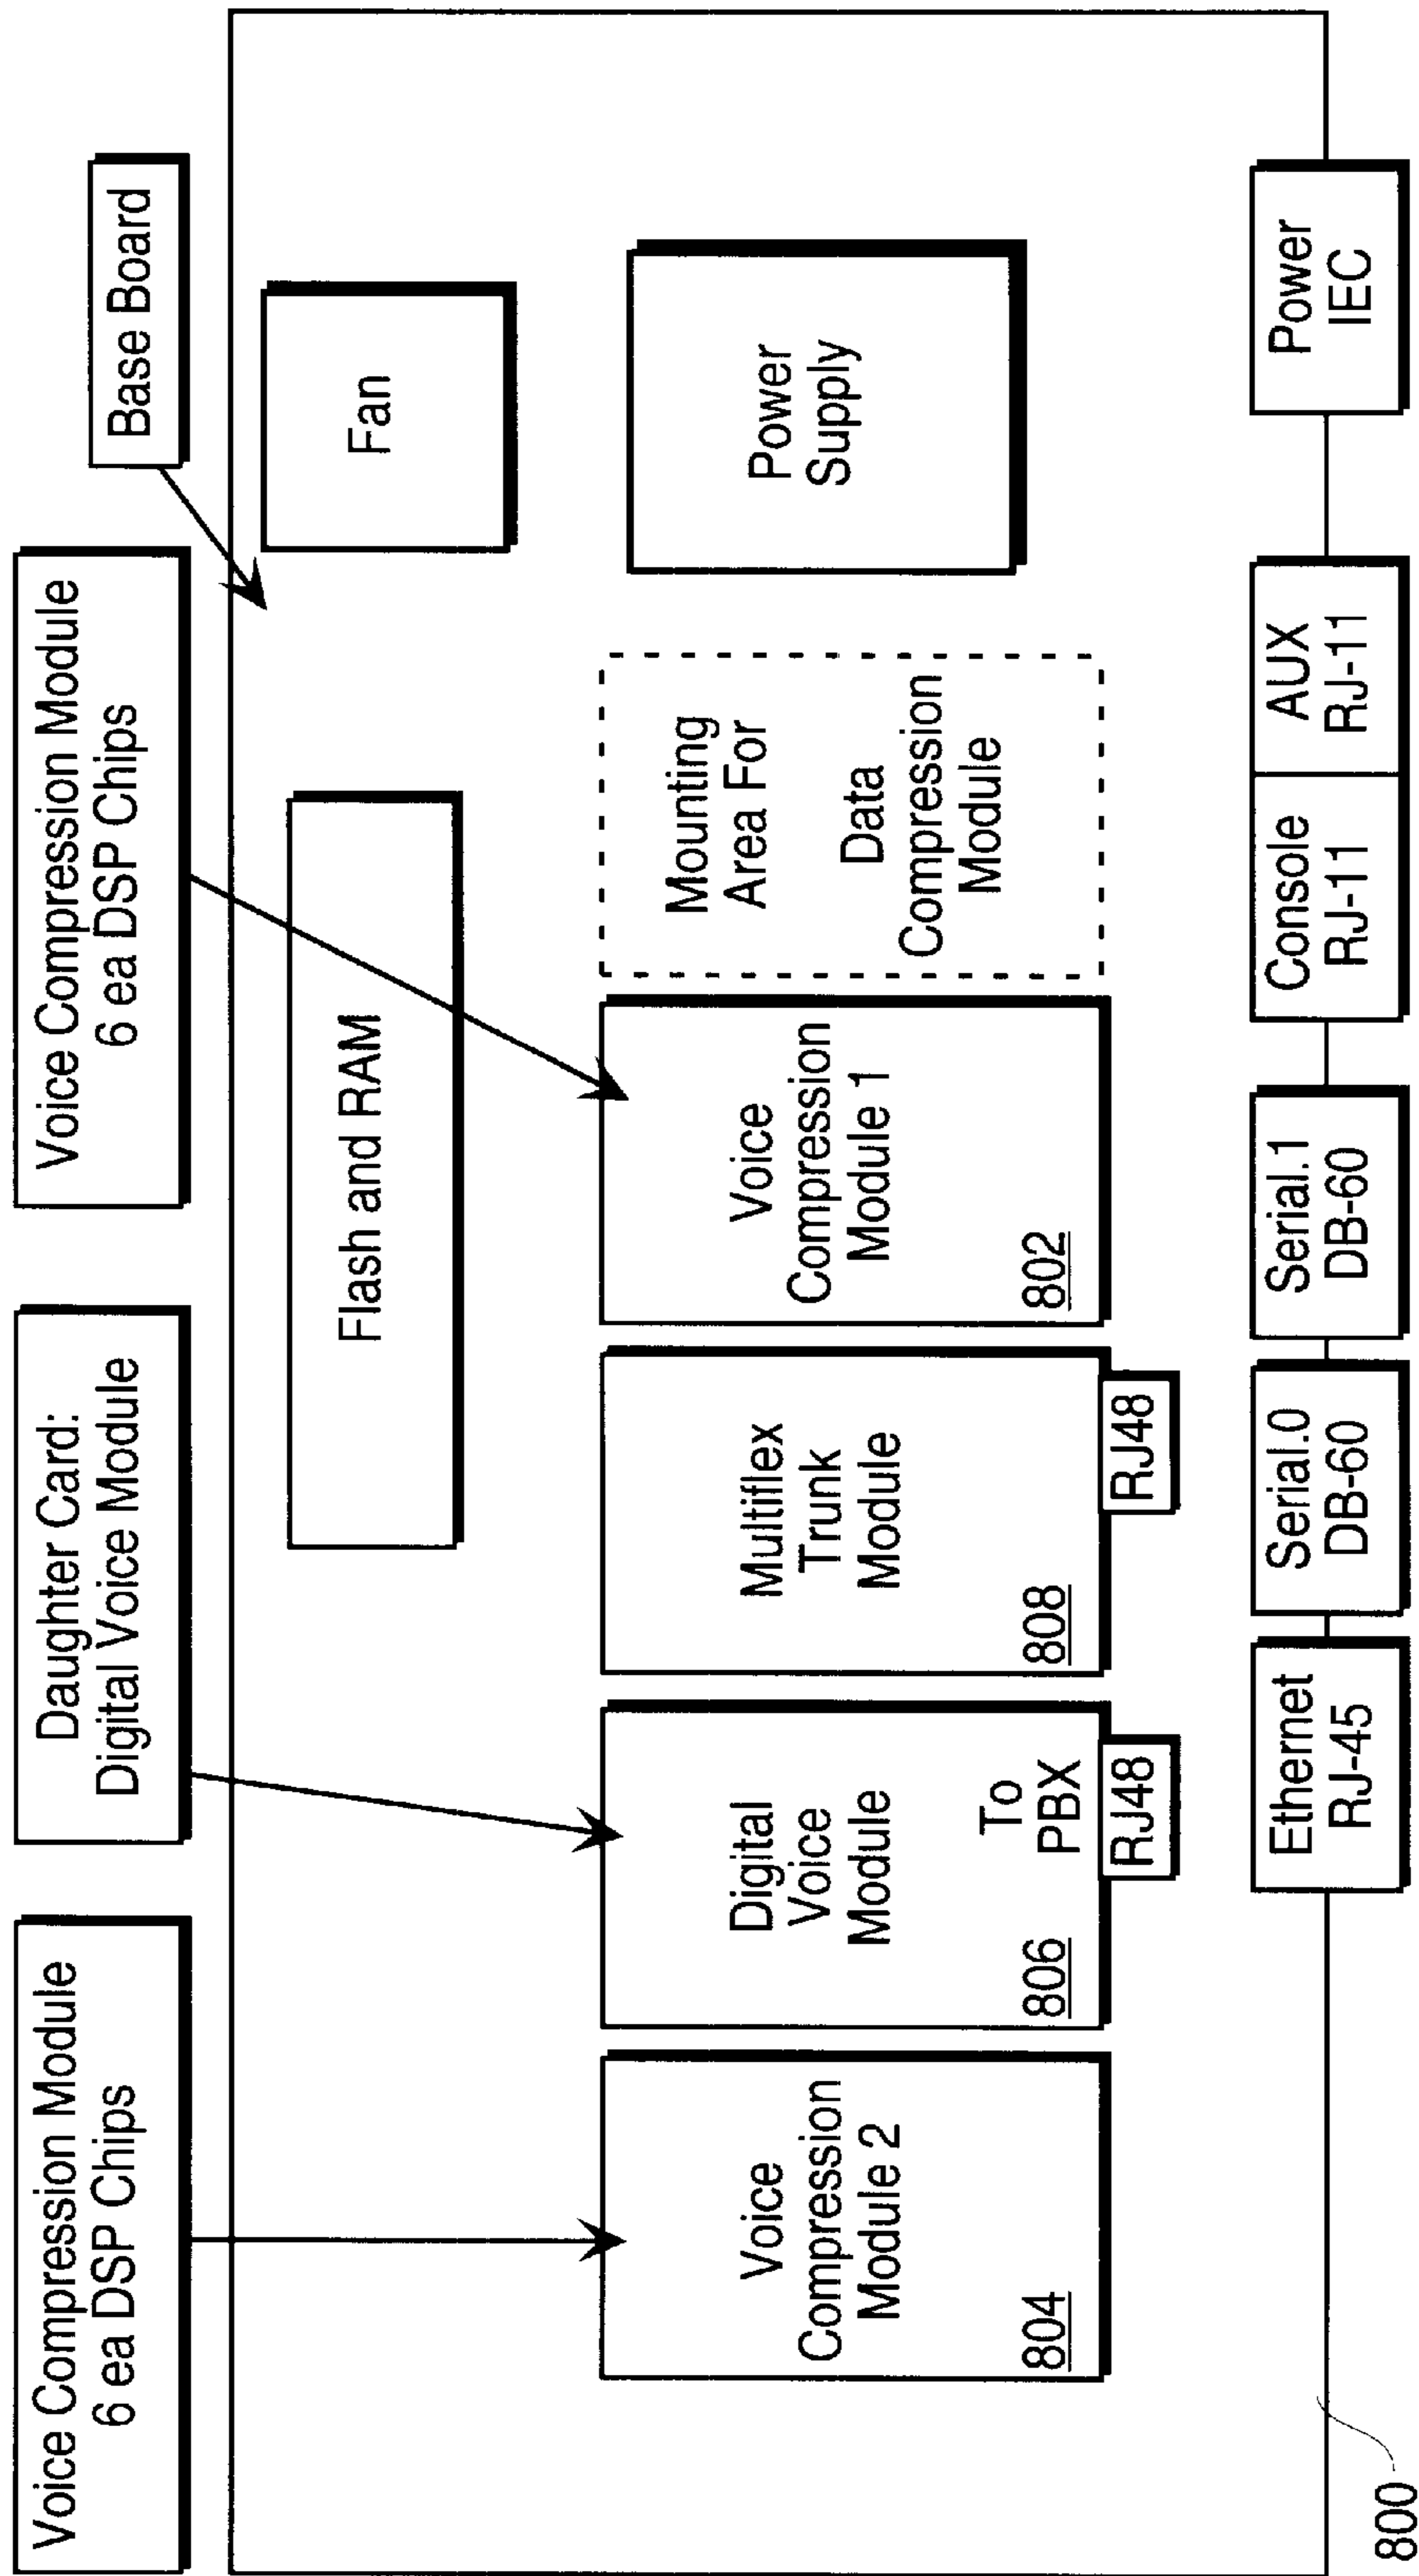 Voice Compression Module
6 ea DSP Chips
Daughter Card:
Digital Voice Module
Voice Compression Module
6 ea DSP Chips
Base Board
Flash and RAM
Fan
Voice
Compression
Module 2
804
Digital
Voice
Module
To
PBX
806
RJ48
Multiflex
Trunk
Module
808
RJ48
Voice
Compression
Module 1
802
Mounting
Area For
Data
Compression
Module
Power
Supply
800
Ethernet
RJ-45
Serial.0
DB-60
Serial.1
DB-60
Console
RJ-11
AUX
RJ-11
Power
IEC